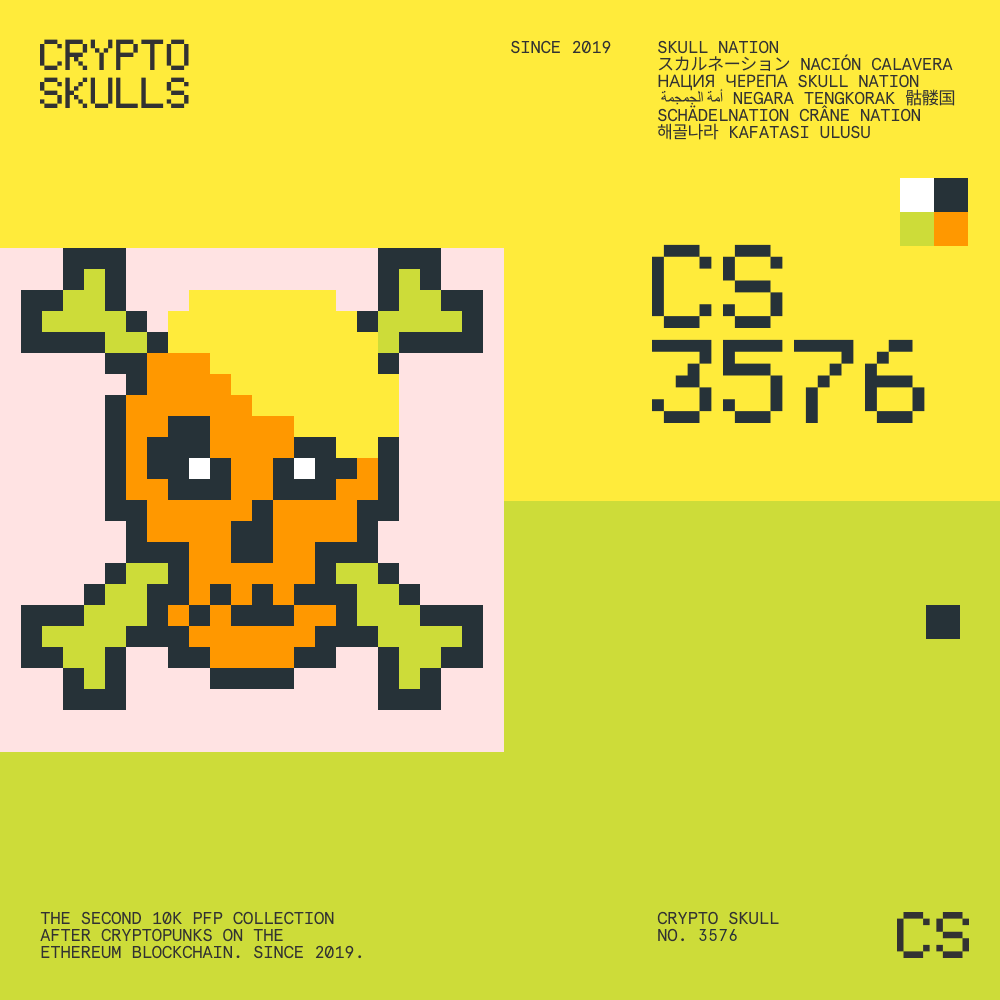 CRYPTO
SKULLS
SINCE 2019
SKULL NATION
スカルネーション NACIÓN CALAVERA
НАЦИЯ ЧЕРЕПА SKULL NATION
أمة الجمجمة NEGARA TENGKORAK 骷髅国
SCHÄDELNATION CRÂNE NATION
해골나라 KAFATASI ULUSU
CS
3576
THE SECOND 10K PFP COLLECTION
AFTER CRYPTOPUNKS ON THE
ETHEREUM BLOCKCHAIN. SINCE 2019.
CRYPTO SKULL
NO. 3576
CS